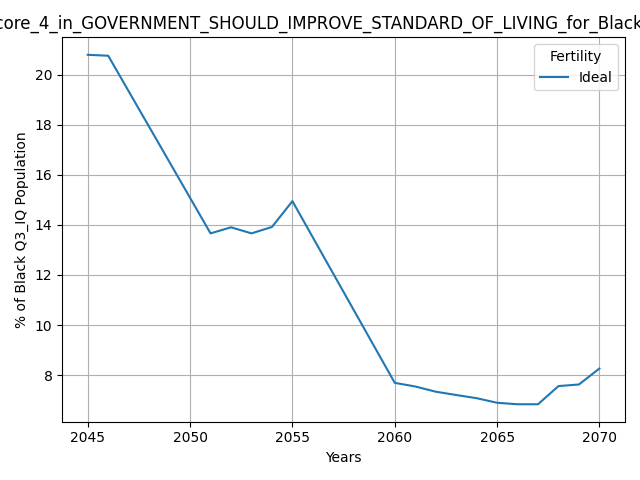 core_4_in_GOVERNMENT_SHOULD_IMPROVE_STANDARD_OF_LIVING_for_Black
Fertility
Ideal
20
18
16
14
12
10
8
% of Black Q3_IQ Population
2045 2050 2055 2060 2065 2070
Years